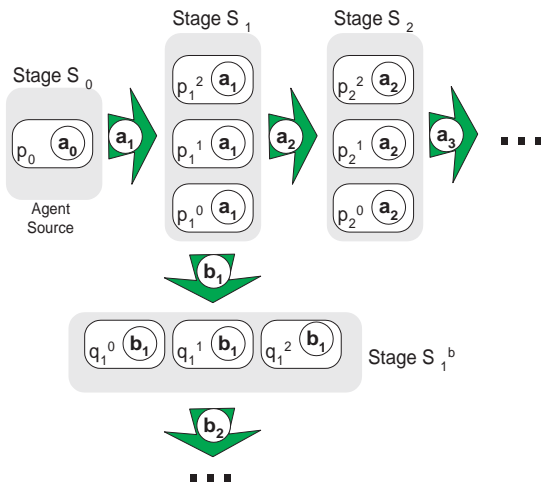 Stage S 0
p0 a0
Agent
Source
a1
Stage S 1
p1 2 a1
p1 1 a1
p1 0 a1
a2
Stage S 2
p2 2 a2
p2 1 a2
p2 0 a2
a3
...
b1
q1 0 b1
q1 1 b1
q1 2 b1
Stage S 1 b
b2
...